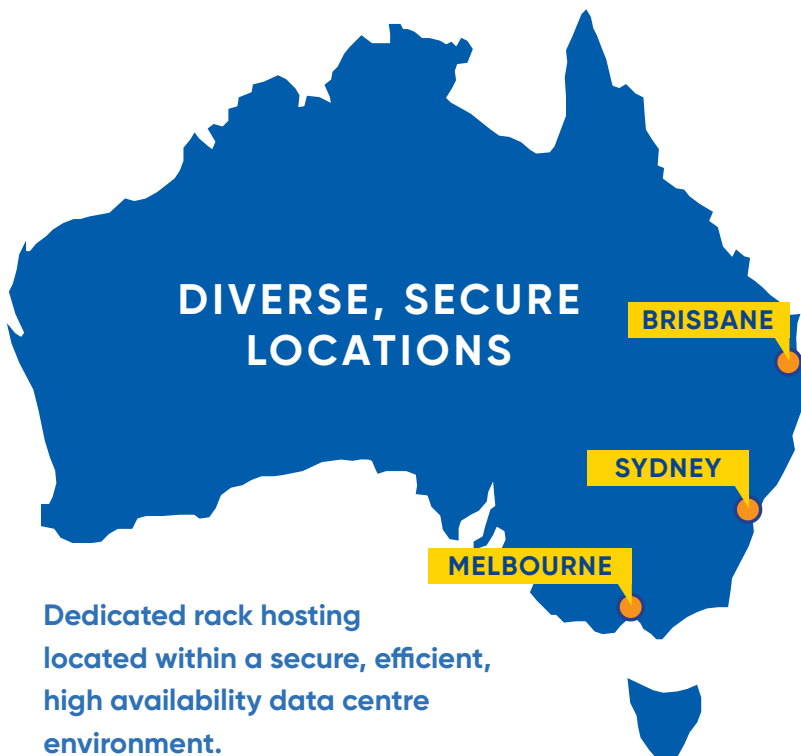 DIVERSE, SECURE
LOCATIONS
BRISBANE
SYDNEY
MELBOURNE
Dedicated rack hosting
located within a secure, efficient,
high availability data centre
environment.